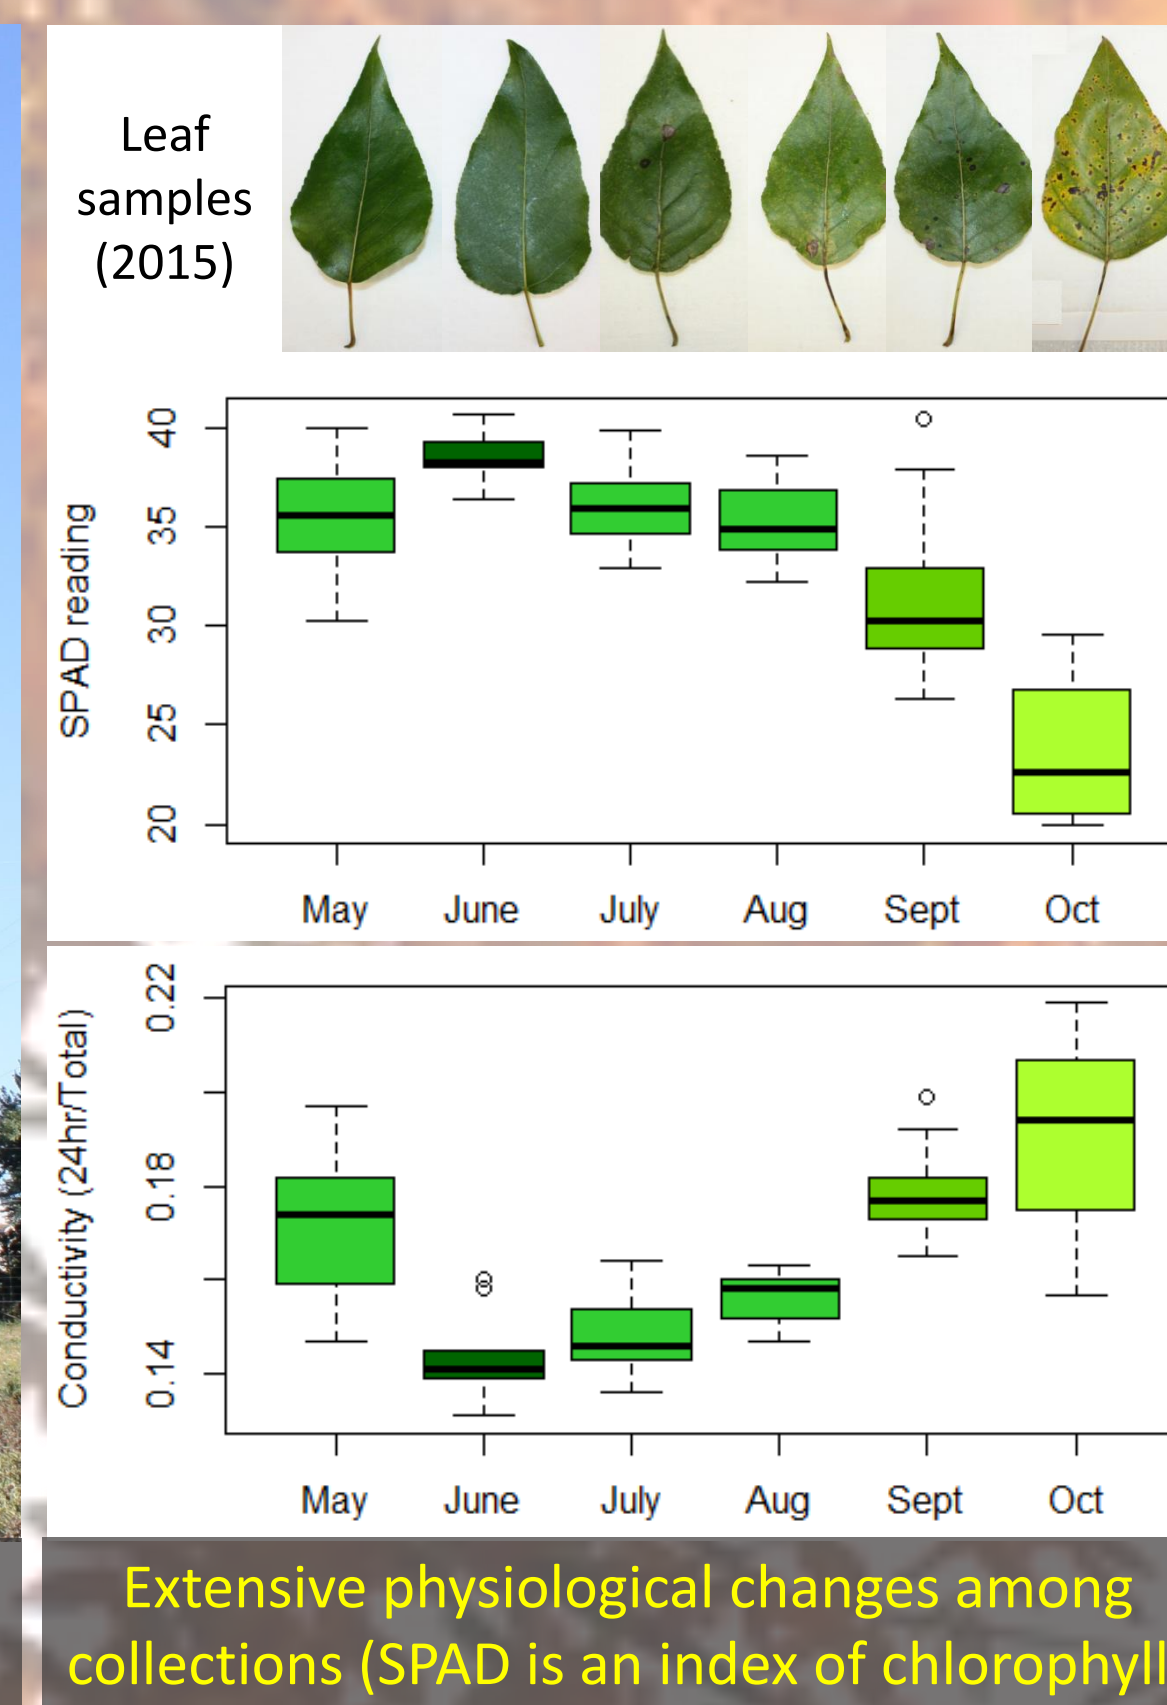 Leaf
samples
(2015)
SPAD reading
40
35
30
25
20
May June July Aug Sept Oct
Conductivity (24hr/Total)
0.22
0.18
0.14
May June July Aug Sept Oct
Extensive physiological changes among
collections (SPAD is an index of chlorophyll